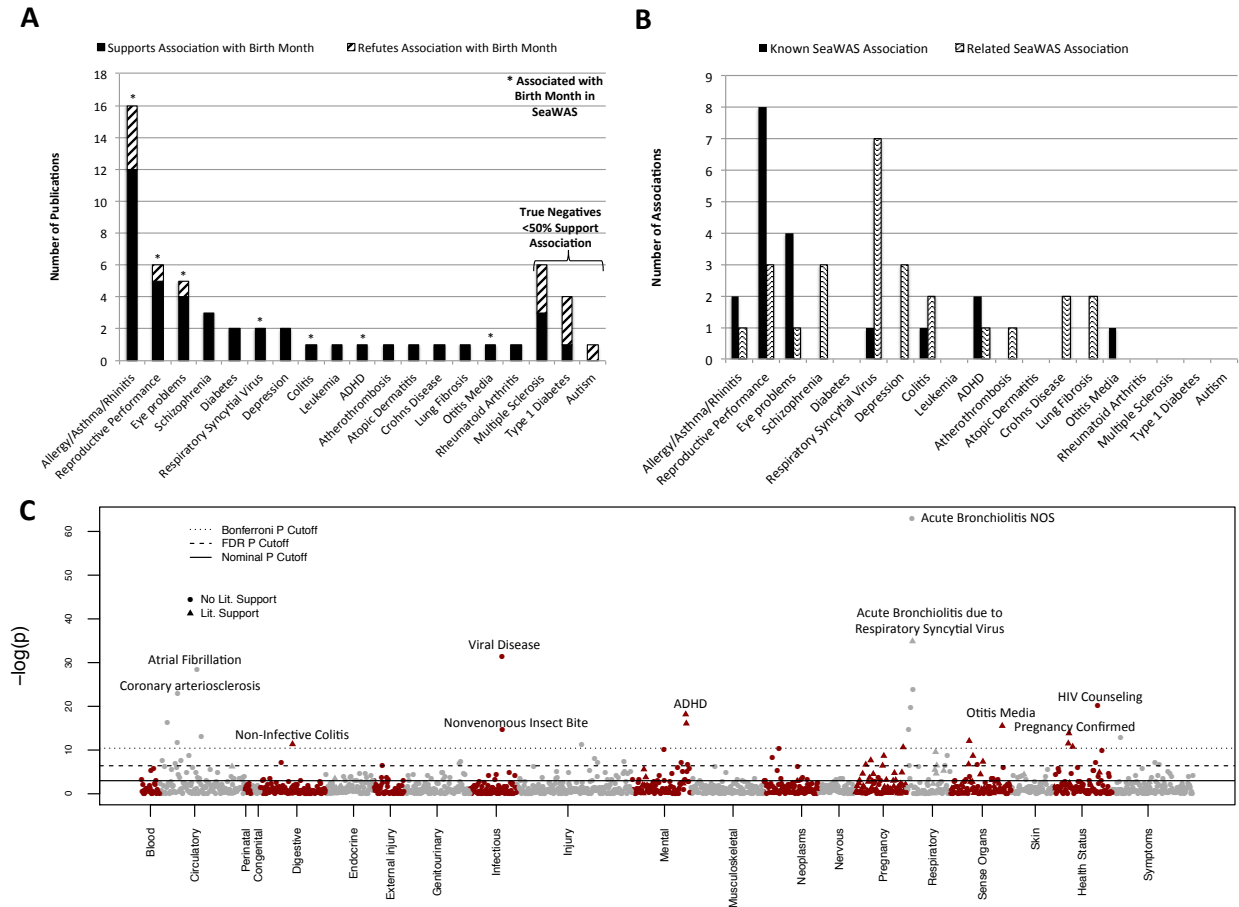 A
Supports Association with Birth Month
Refutes Association with Birth Month
18
16
14
12
10
8
6
4
2
0
Number of Publications
*
*
*
*
*
*
*
* Associated with
Birth Month in
SeaWAS
True Negatives
<50% Support
Association
Allergy/Asthma/Rhinitis
Reproductive Performance
Eye problems
Schizophrenia
Diabetes
Respiratory Syncytial Virus
Depression
Colitis
Leukemia
ADHD
Atherothrombosis
Atopic Dermatitis
Crohns Disease
Lung Fibrosis
Otitis Media
Rheumatoid Arthritis
Multiple Sclerosis
Type 1 Diabetes
Autism
B
Known SeaWAS Association
Related SeaWAS Association
9
8
7
6
5
4
3
2
1
0
Number of Associations
Allergy/Asthma/Rhinitis
Reproductive Performance
Eye problems
Schizophrenia
Diabetes
Respiratory Syncytial Virus
Depression
Colitis
Leukemia
ADHD
Atherothrombosis
Atopic Dermatitis
Crohns Disease
Lung Fibrosis
Otitis Media
Rheumatoid Arthritis
Multiple Sclerosis
Type 1 Diabetes
Autism
C
Bonferroni P Cutoff
FDR P Cutoff
Nominal P Cutoff
No Lit. Support
Lit. Support
−log(p)
60
50
40
30
20
10
0
Acute Bronchiolitis NOS
Acute Bronchiolitis due to
Respiratory Syncytial Virus
Viral Disease
Atrial Fibrillation
Coronary arteriosclerosis
ADHD
HIV Counseling
Otitis Media
Nonvenomous Insect Bite
Pregnancy Confirmed
Non-Infective Colitis
Blood
Circulatory
Perinatal
Congenital
Digestive
Endocrine
External injury
Genitourinary
Infectious
Injury
Mental
Musculoskeletal
Neoplasms
Nervous
Pregnancy
Respiratory
Sense Organs
Skin
Health Status
Symptoms